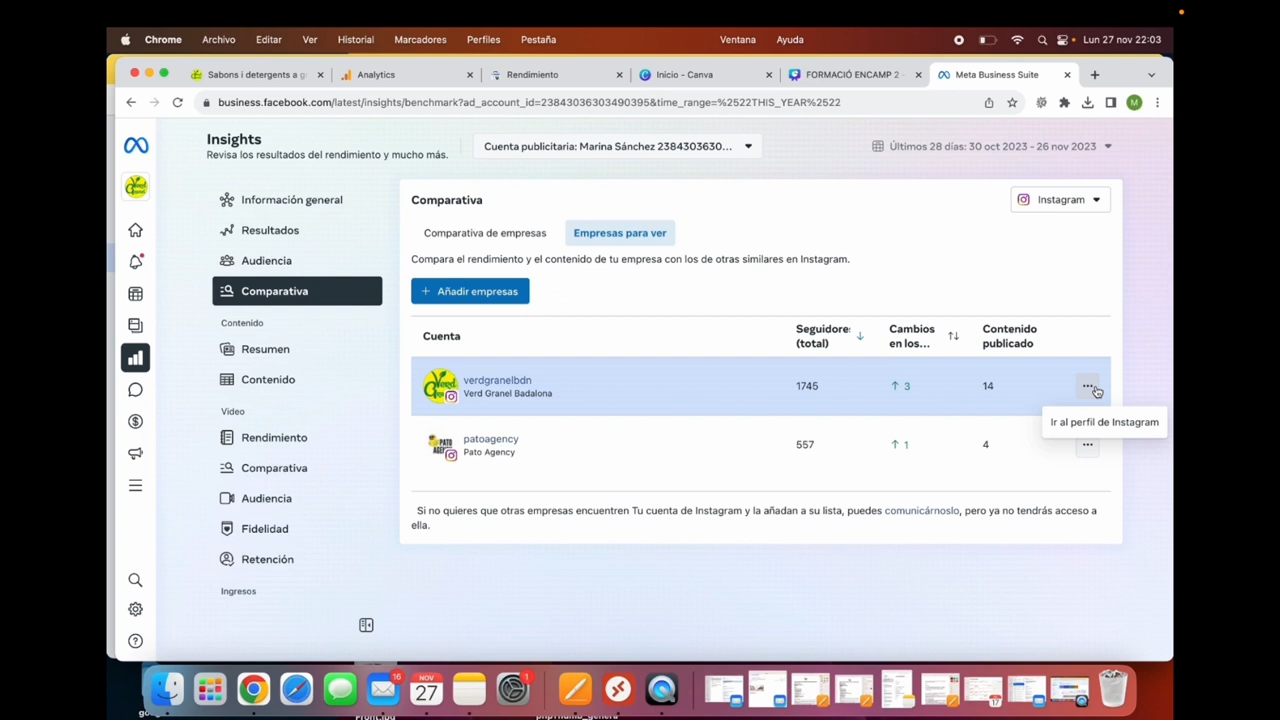 Chrome Archivo Editar Ver Historial Marcadores Perfiles Pestaña Ventana Ayuda Lun 27 nov 22:03
Sabons i detergents a g Analytics Rendimiento Inicio - Canva FORMACIÓ ENCAMP 2 Meta Business Suite
business.facebook.com/latest/insights/benchmark?ad_account_id=23843036303490395&time_range=%2522THIS_YEAR%2522
M
Insights
Revisa los resultados del rendimiento y mucho más.
Cuenta publicitaria: Marina Sánchez 2384303630...
Últimos 28 días: 30 oct 2023 - 26 nov 2023
Información general
Resultados
Audiencia
Comparativa
Contenido
Resumen
Contenido
Video
Rendimiento
Comparativa
Audiencia
Fidelidad
Retención
Ingresos
Comparativa
Instagram
Comparativa de empresas Empresas para ver
Compara el rendimiento y el contenido de tu empresa con los de otras similares en Instagram.
+ Añadir empresas
Cuenta
Seguidores
(total)
Cambios
en los...
Contenido
publicado
verdgranelbdn
Verd Granel Badalona
1745 ↑ 3 14 ...
Ir al perfil de Instagram
patoagency
Pato Agency
557 ↑ 1 4 ...
Si no quieres que otras empresas encuentren Tu cuenta de Instagram y la añadan a su lista, puedes comunicárnoslo, pero ya no tendrás acceso a
ella.
16
NOV
27
1
17